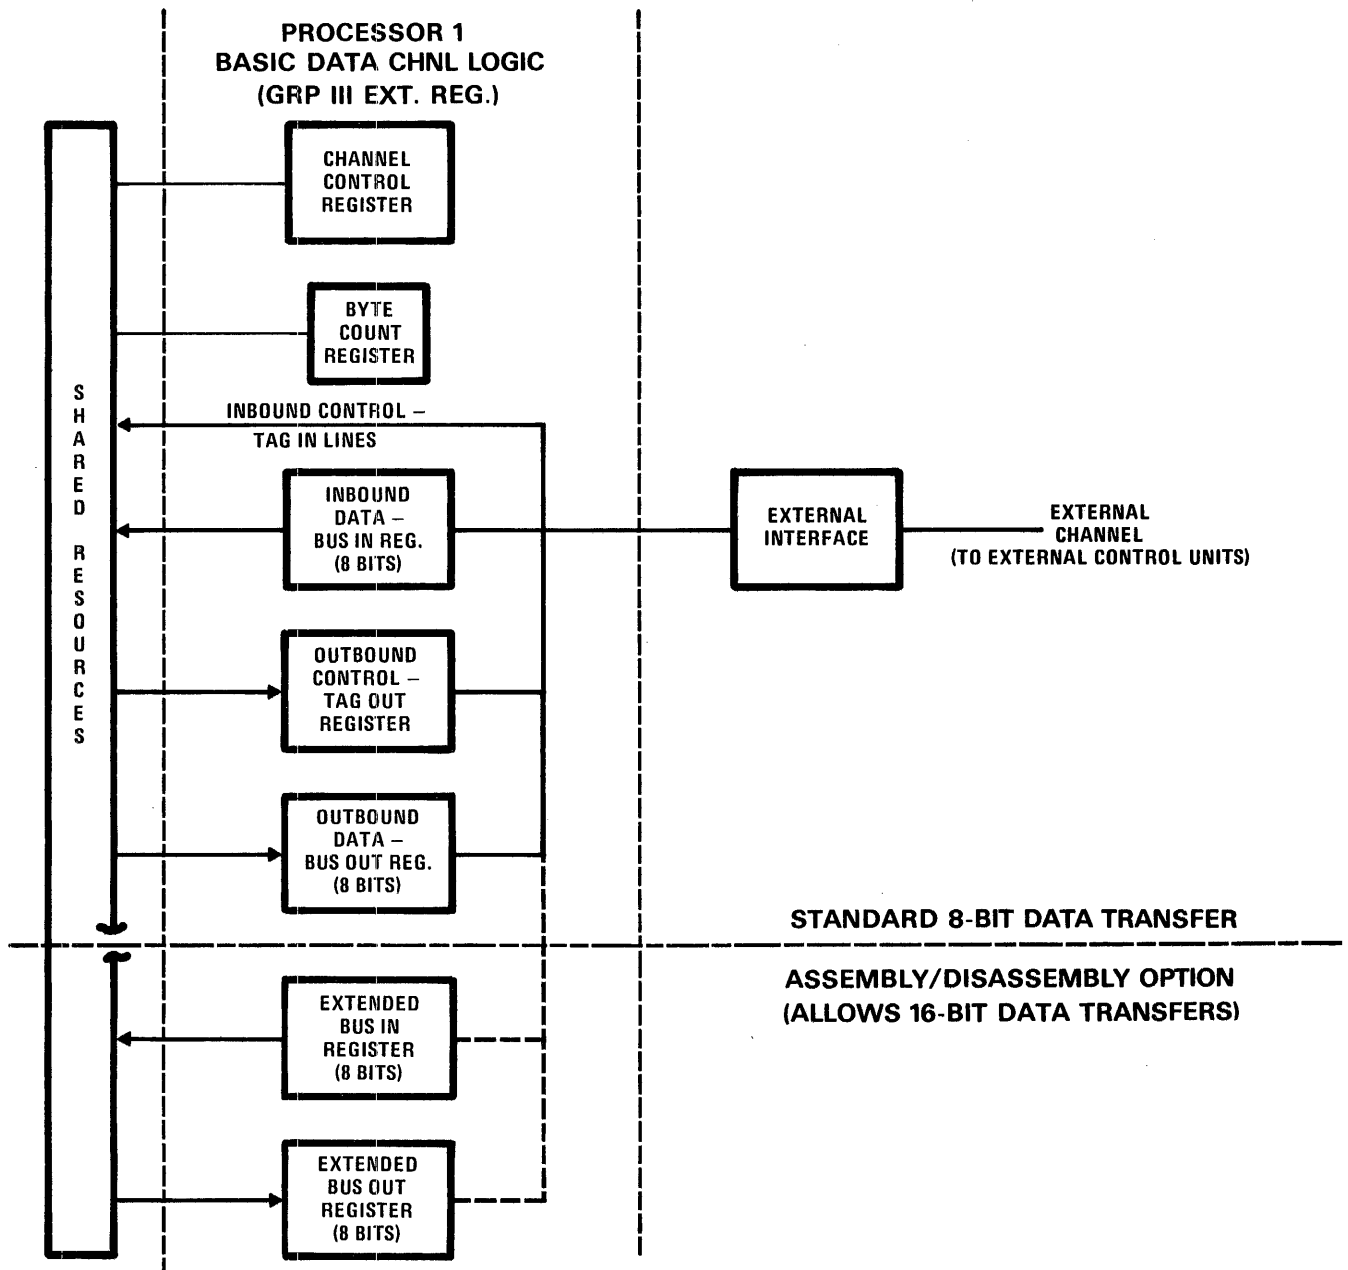 PROCESSOR 1
BASIC DATA CHNL LOGIC
(GRP III EXT. REG.)
CHANNEL
CONTROL
REGISTER
BYTE
COUNT
REGISTER
SHARED RESOURCES
INBOUND CONTROL –
TAG IN LINES
INBOUND
DATA –
BUS IN REG.
(8 BITS)
EXTERNAL
INTERFACE
EXTERNAL
CHANNEL
(TO EXTERNAL CONTROL UNITS)
OUTBOUND
CONTROL –
TAG OUT
REGISTER
OUTBOUND
DATA –
BUS OUT REG.
(8 BITS)
STANDARD 8-BIT DATA TRANSFER
ASSEMBLY/DISASSEMBLY OPTION
(ALLOWS 16-BIT DATA TRANSFERS)
EXTENDED
BUS IN
REGISTER
(8 BITS)
EXTENDED
BUS OUT
REGISTER
(8 BITS)